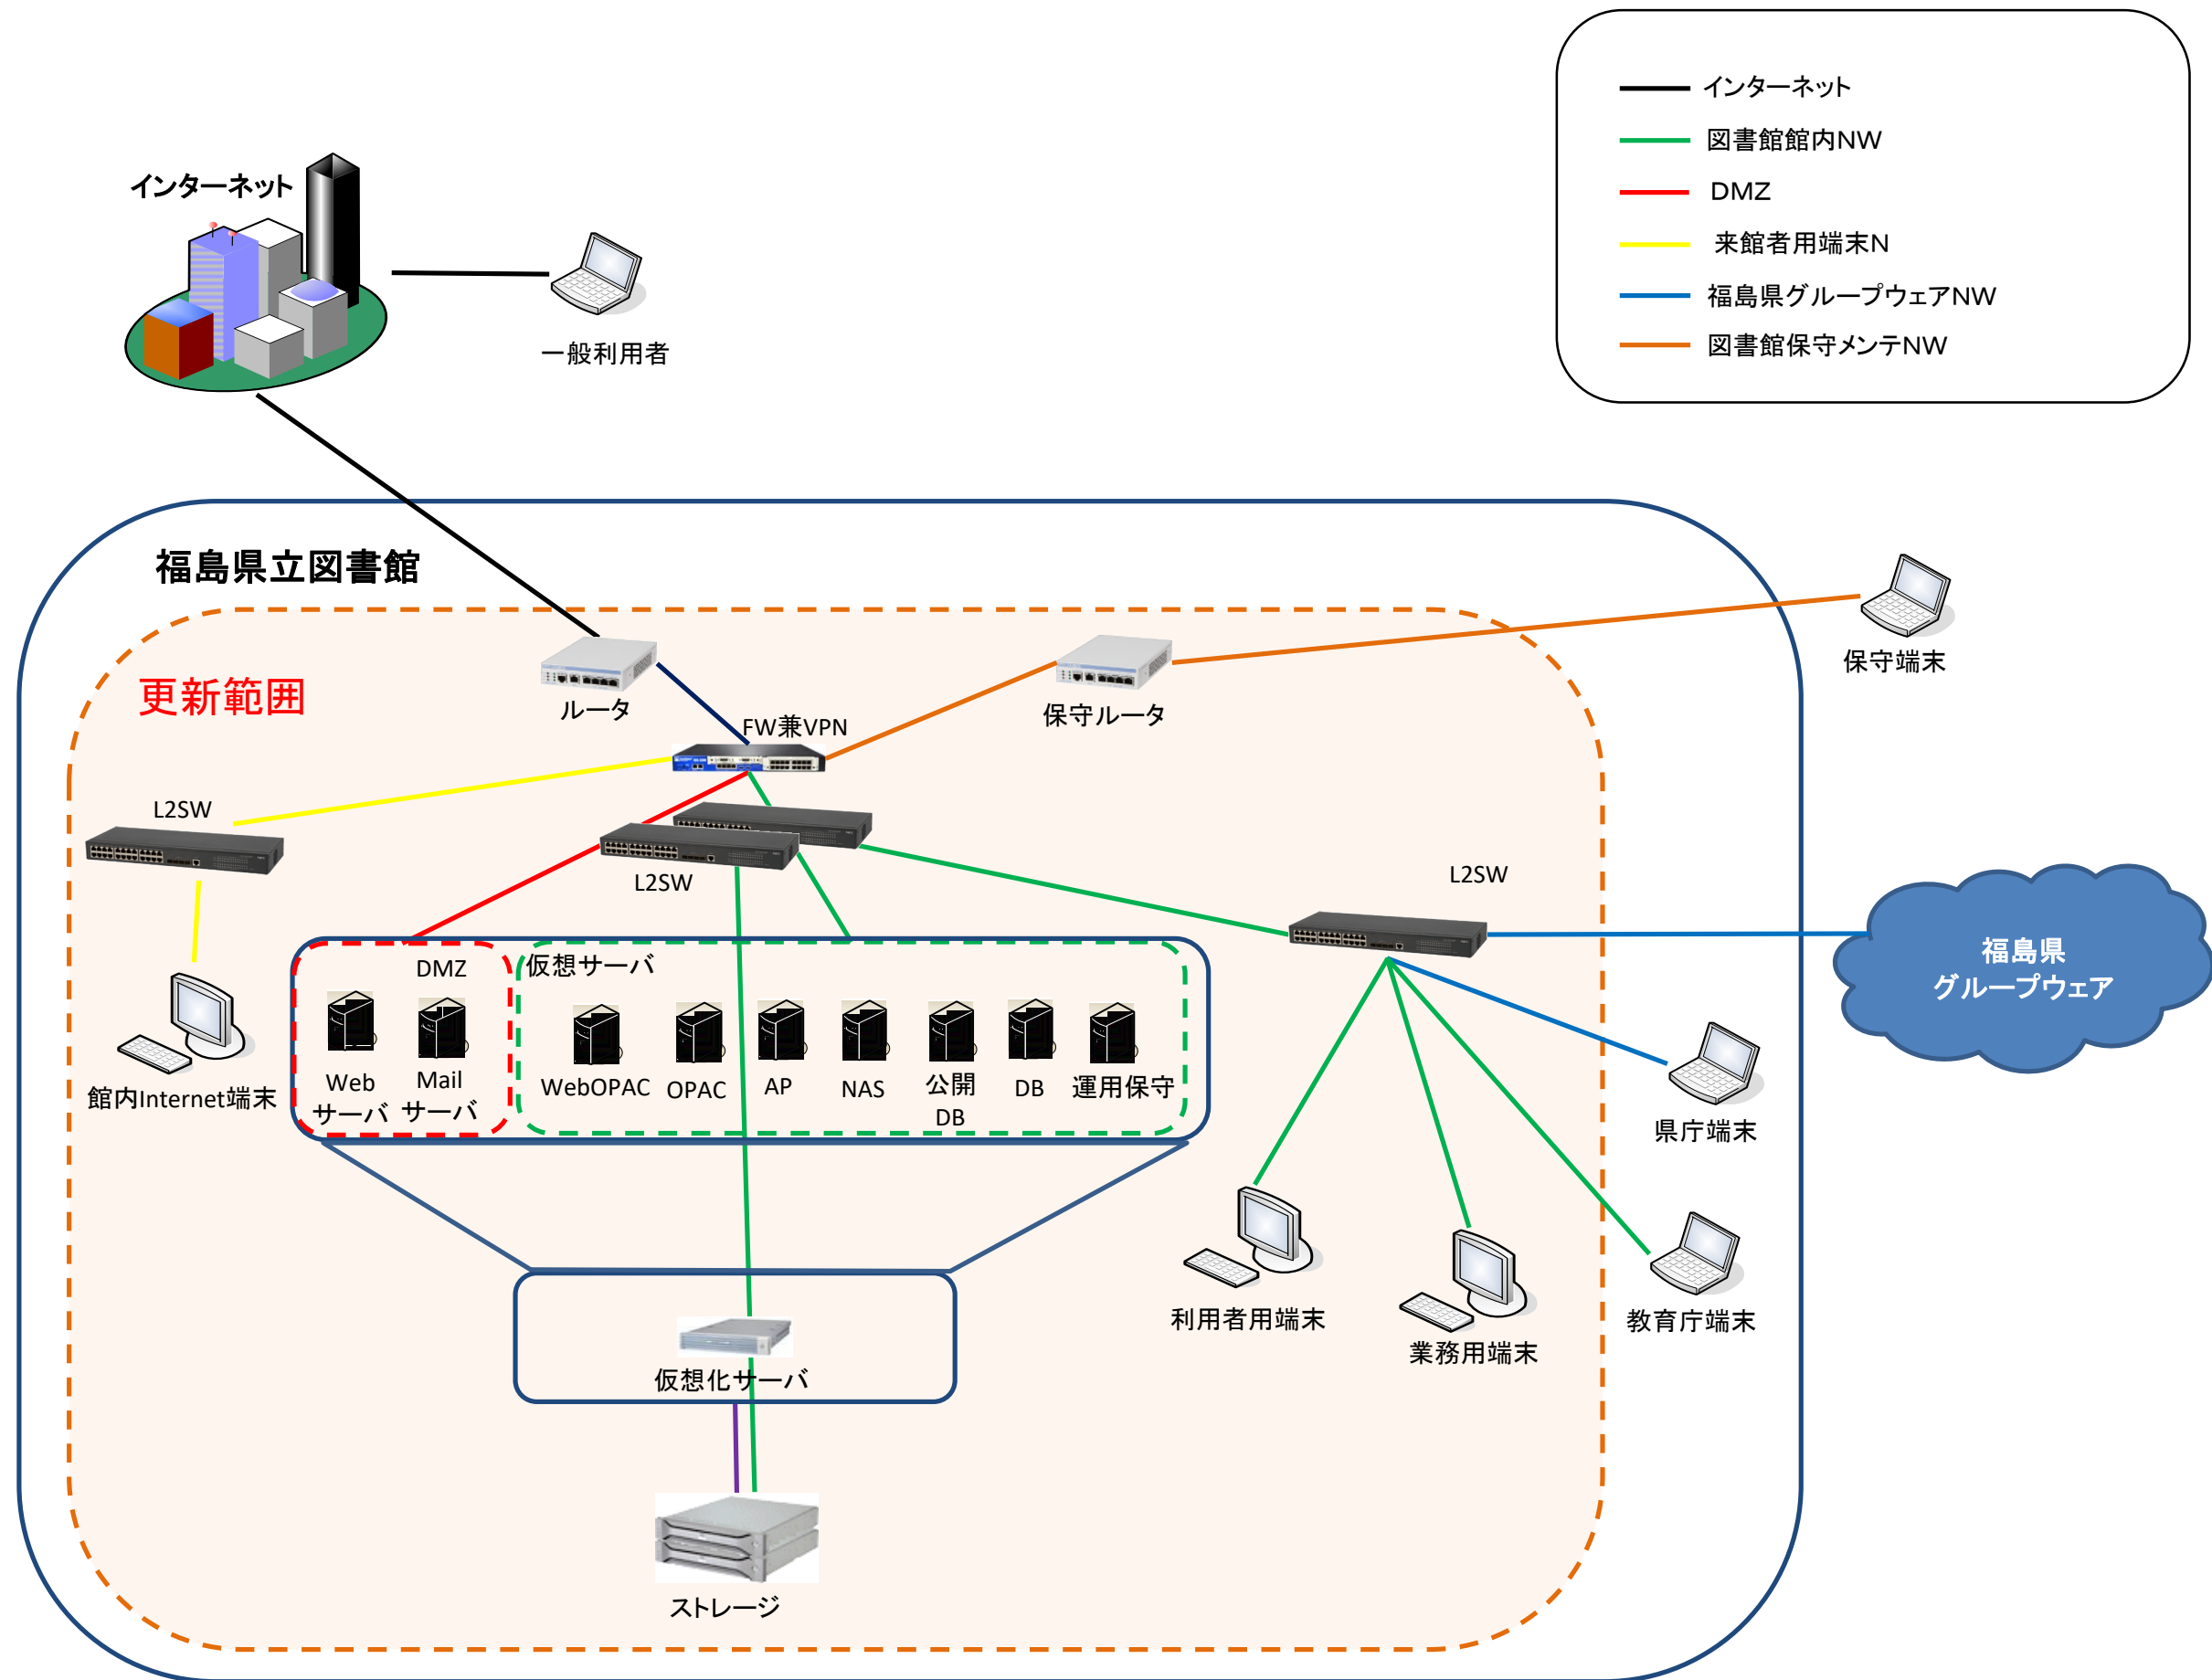 インターネット
図書館館内NW
DMZ
来館者用端末N
福島県グループウェアNW
図書館保守メンテNW
インターネット
一般利用者
福島県立図書館
保守端末
更新範囲
ルータ
保守ルータ
FW兼VPN
L2SW
L2SW
L2SW
福島県
グループウェア
DMZ
仮想サーバ
Web
サーバ
Mail
サーバ
WebOPAC
OPAC
AP
NAS
公開
DB
DB
運用保守
館内Internet端末
県庁端末
利用者用端末
業務用端末
教育庁端末
仮想化サーバ
ストレージ